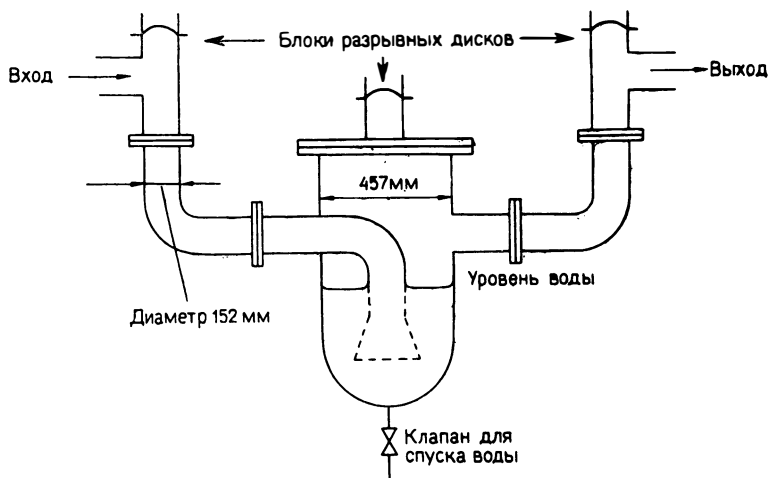 Блоки разрывных дисков
Вход
Выход
457мм
Уровень воды
Диаметр 152 мм
Клапан для
спуска воды